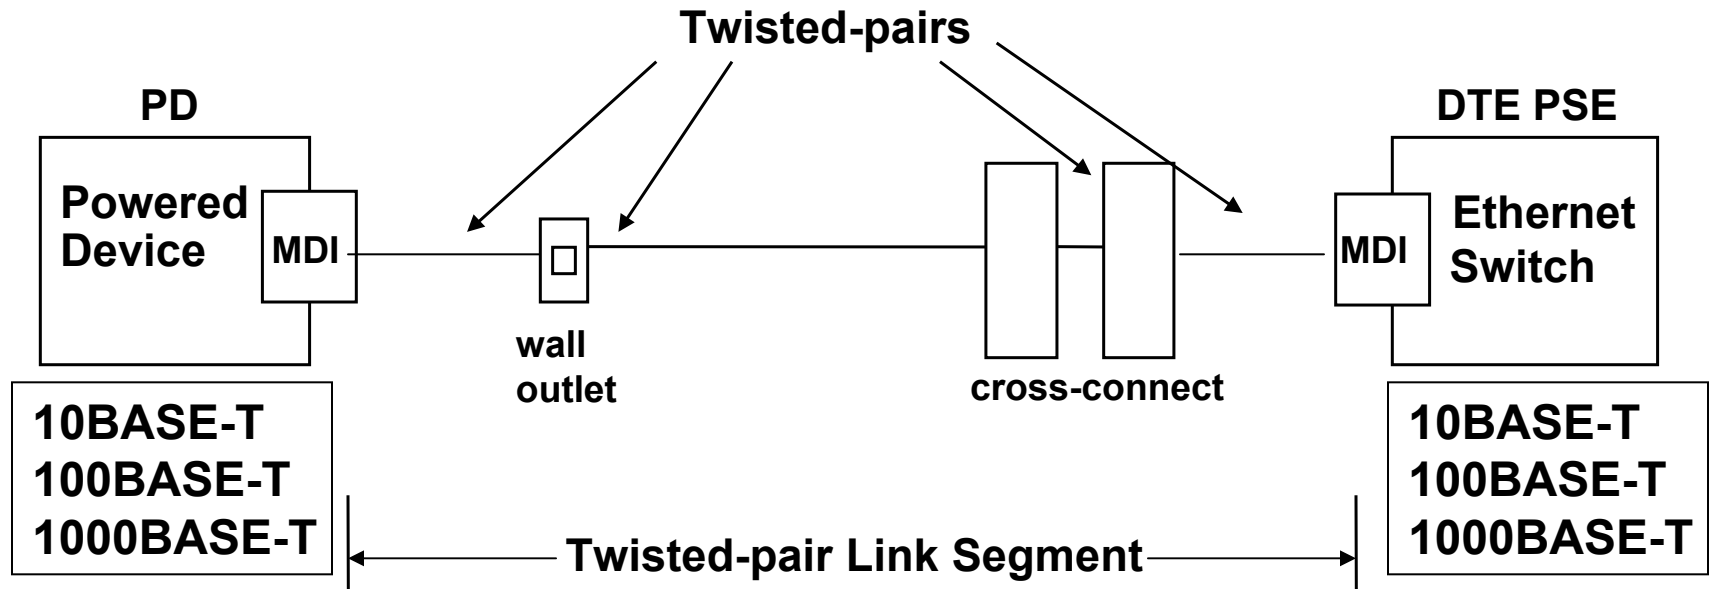 Twisted-pairs
PD
DTE PSE
Powered
Device
MDI
MDI
Ethernet
Switch
wall
outlet
cross-connect
10BASE-T
100BASE-T
1000BASE-T
10BASE-T
100BASE-T
1000BASE-T
Twisted-pair Link Segment